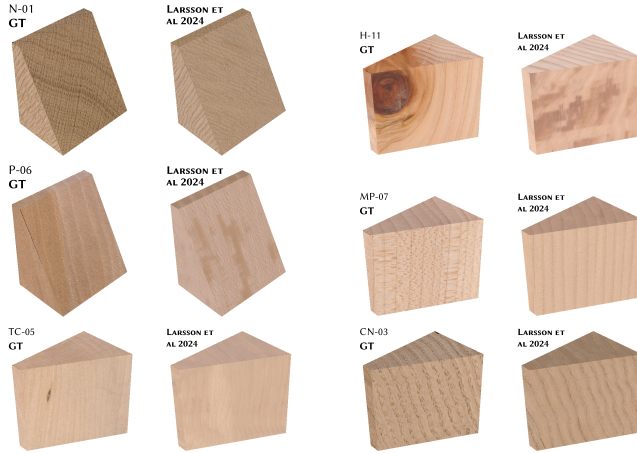 N-01
GT
Larsson et
al 2024
H-11
GT
Larsson et
al 2024
P-06
GT
Larsson et
al 2024
MP-07
GT
Larsson et
al 2024
TC-05
GT
Larsson et
al 2024
CN-03
GT
Larsson et
al 2024